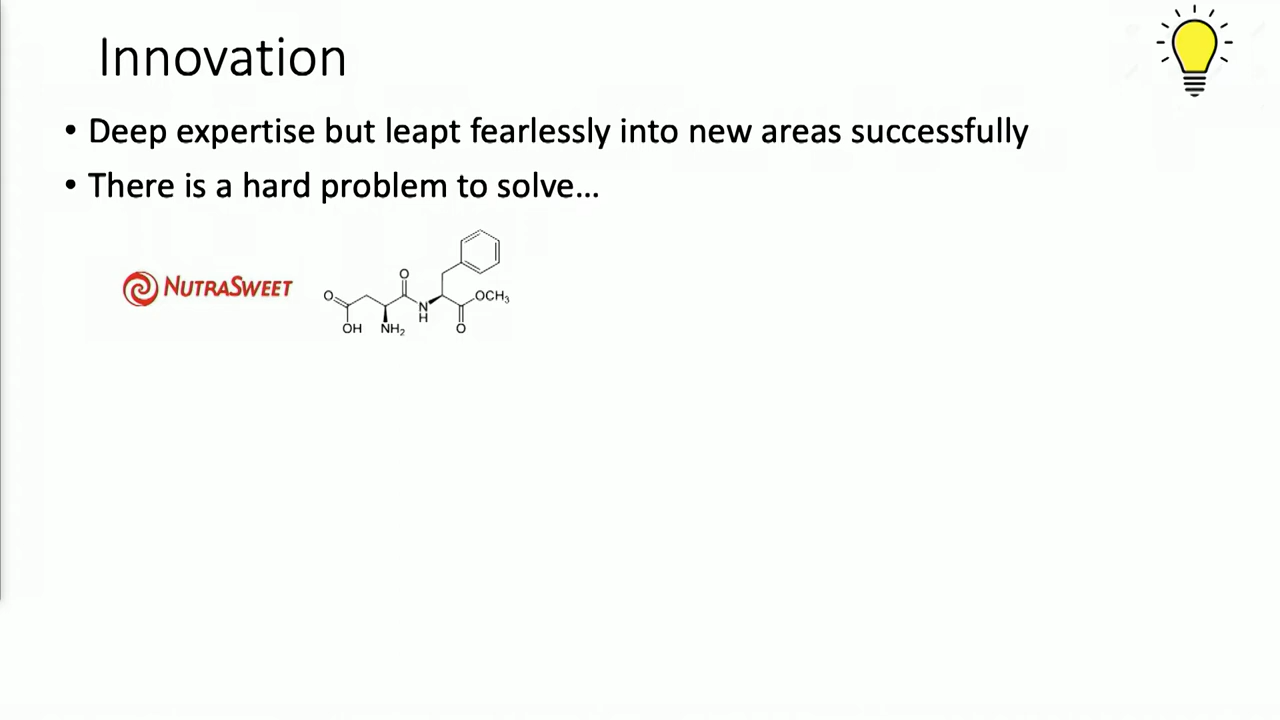 Innovation
• Deep expertise but leapt fearlessly into new areas successfully
• There is a hard problem to solve…
NUTRASWEET
O
O
OCH₃
N
H
OH
NH₂
O